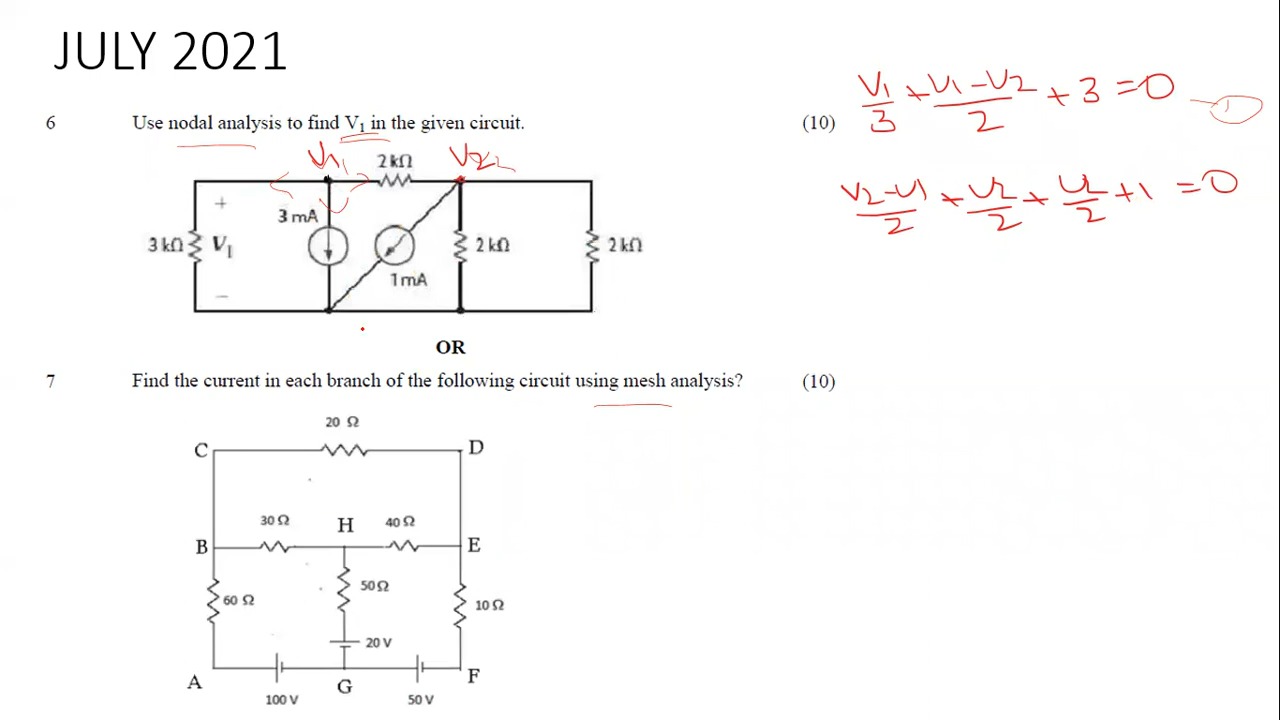 JULY 2021
V1/3 + V1-V2/2 + 3 = 0 — 1
6 Use nodal analysis to find V1 in the given circuit. (10)
V1 2 kΩ V2
V2-V1/2 + V2/2 + V2/2 + 1 = 0
+ 3 mA
3 kΩ V1 2 kΩ 2 kΩ
− 1 mA
OR
7 Find the current in each branch of the following circuit using mesh analysis? (10)
20 Ω
C D
30 Ω H 40 Ω
B E
60 Ω 50 Ω 10 Ω
20 V
A G F
100 V 50 V